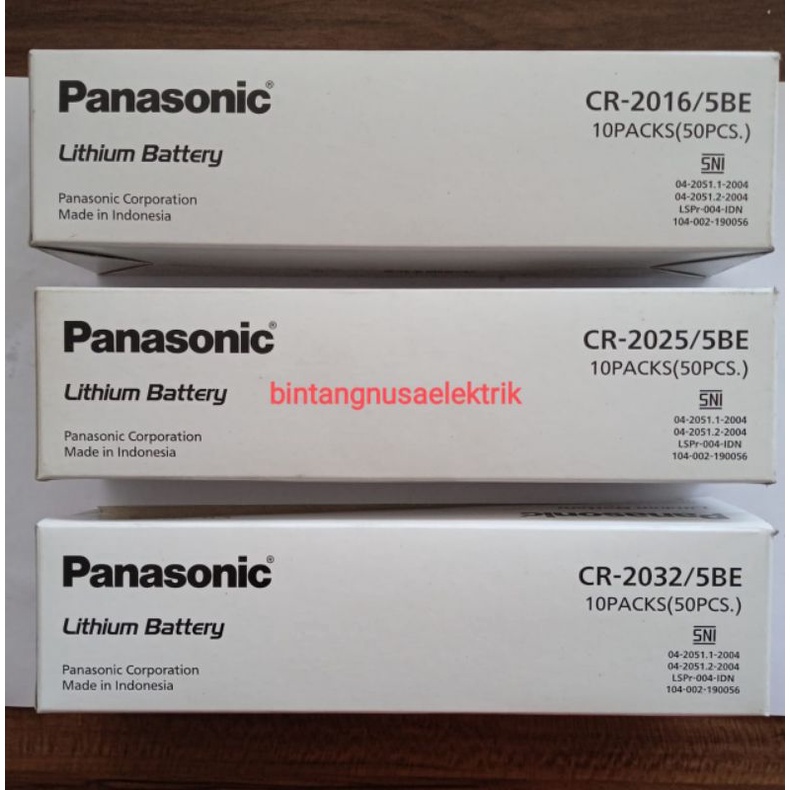 Panasonic®
CR-2016/5BE
10PACKS(50PCS.)
Lithium Battery
SNI
Panasonic Corporation
Made in Indonesia
04-2051.1-2004
04-2051.2-2004
LSPr-004-IDN
104-002-190056
Panasonic®
CR-2025/5BE
10PACKS(50PCS.)
Lithium Battery
bintangnusaelektrik
SNI
Panasonic Corporation
Made in Indonesia
04-2051.1-2004
04-2051.2-2004
LSPr-004-IDN
104-002-190056
Panasonic
Panasonic®
CR-2032/5BE
10PACKS(50PCS.)
Lithium Battery
SNI
Panasonic Corporation
Made in Indonesia
04-2051.1-2004
04-2051.2-2004
LSPr-004-IDN
104-002-190056